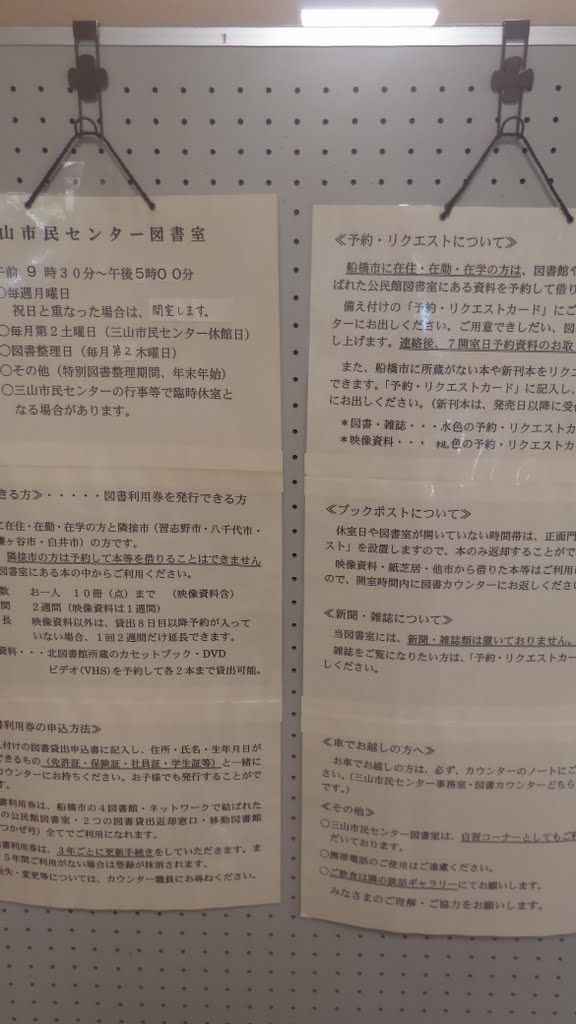 山市民センター図書室
午前9時30分～午後5時00分
○毎週月曜日
祝日と重なった場合は、開室します。
○毎月第2土曜日(三山市民センター休館日)
○図書整理日(毎月第2木曜日)
○その他(特別図書整理期間、年末年始)
○三山市民センターの行事等で臨時休室と
なる場合があります。
きる方≫・・・・・図書利用券を発行できる方
に在住・在勤・在学の方と隣接市(習志野市・八千代市・
ヶ谷市・白井市)の方です。
隣接市の方は予約して本等を借りることはできません
図書室にある本の中からご利用ください。
数 お一人 10冊(点)まで (映像資料含)
間 2週間(映像資料は1週間)
長 映像資料以外は、貸出8日目以降予約が入って
いない場合、1回2週間だけ延長できます。
資料・・・北図書館所蔵のカセットブック・DVD
ビデオ(VHS)を予約して各2本まで貸出可能。
利用券の申込方法≫
付けの図書貸出申込書に記入し、住所・氏名・生年月日が
できるもの(免許証・保険証・社員証・学生証等)と一緒に
カウンターにお持ちください。お子様でも発行することがで
す。
書利用券は、船橋市の4図書館・ネットワークで結ばれた
の公民館図書室・2つの図書貸出返却窓口・移動図書館
つかぜ号)全てでご利用になれます。
書利用券は、3年ごとに更新手続きをしていただきます。ま
5年間ご利用がない場合は登録が抹消されます。
失・変更等については、カウンター職員にお尋ねください。
≪予約・リクエストについて≫
船橋市に在住・在勤・在学の方は、図書館や
ばれた公民館図書室にある資料を予約して借り
備え付けの「予約・リクエストカード」にご
ターにお出しください。ご用意できしだい、図
し上げます。連絡後、7開室日予約資料のお取
また、船橋市に所蔵がない本や新刊本をリクエ
できます。「予約・リクエストカード」に記入し、
にお出しください。(新刊本は、発売日以降に受
＊図書・雑誌・・・水色の予約・リクエストカ
＊映像資料・・・ 桃色の予約・リクエストカ
≪ブックポストについて≫
休室日や図書室が開いていない時間帯は、正面門
スト」を設置しますので、本のみ返却することがで
映像資料・紙芝居・他市から借りた本等はご利用に
ので、開室時間内に図書カウンターにお返しください
≪新聞・雑誌について≫
当図書室には、新聞・雑誌類は置いておりません。
雑誌をご覧になりたい方は、「予約・リクエストカー
しください。
≪車でお越しの方へ≫
お車でお越しの方は、必ず、カウンターのノートにご
さい。(三山市民センター事務室・図書カウンターどちら
です。)
≪その他≫
○三山市民センター図書室は、自習コーナーとしてもご利
だいております。
○携帯電話のご使用はご遠慮ください。
○ご飲食は隣の談話ギャラリーにてお願いします。
みなさまのご理解・ご協力をお願いします。